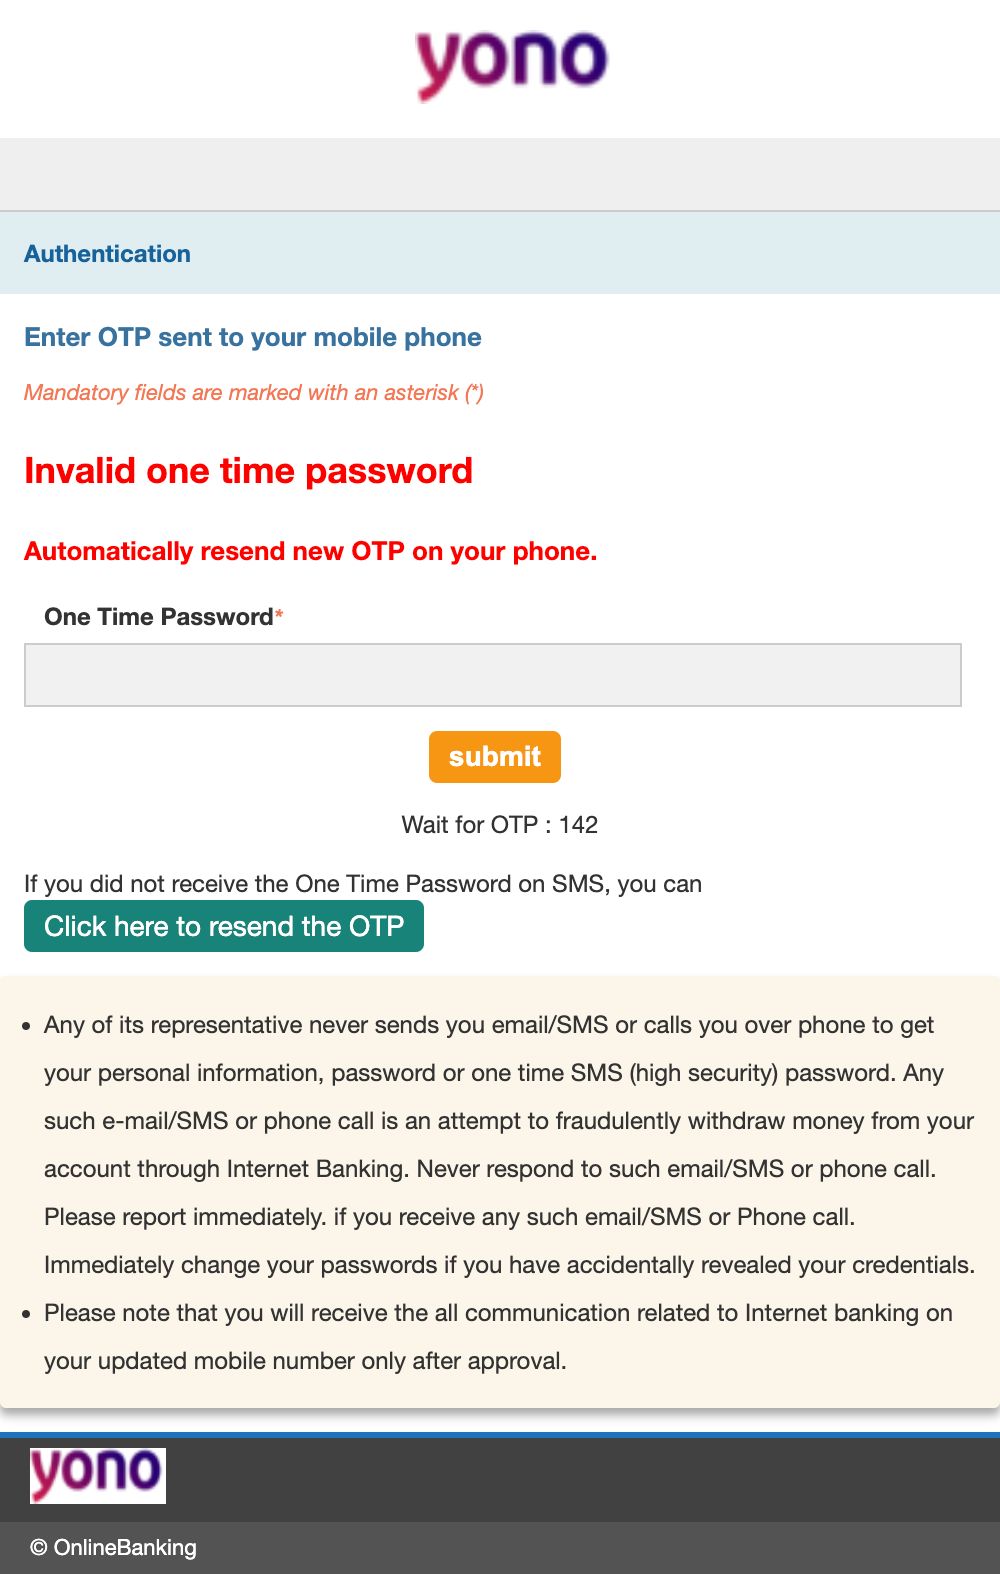 yono
Authentication
Enter OTP sent to your mobile phone
Mandatory fields are marked with an asterisk (*)
Invalid one time password
Automatically resend new OTP on your phone.
One Time Password*
submit
Wait for OTP : 142
If you did not receive the One Time Password on SMS, you can
Click here to resend the OTP
• Any of its representative never sends you email/SMS or calls you over phone to get
your personal information, password or one time SMS (high security) password. Any
such e-mail/SMS or phone call is an attempt to fraudulently withdraw money from your
account through Internet Banking. Never respond to such email/SMS or phone call.
Please report immediately. if you receive any such email/SMS or Phone call.
Immediately change your passwords if you have accidentally revealed your credentials.
• Please note that you will receive the all communication related to Internet banking on
your updated mobile number only after approval.
yono
© OnlineBanking